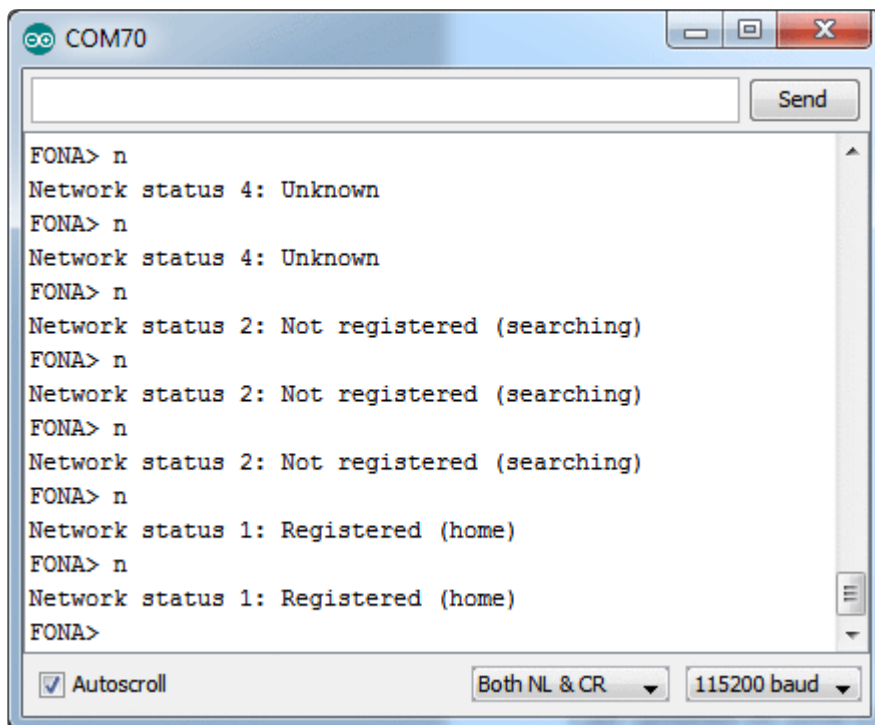 COM70
Send
FONA> n
Network status 4: Unknown
FONA> n
Network status 4: Unknown
FONA> n
Network status 2: Not registered (searching)
FONA> n
Network status 2: Not registered (searching)
FONA> n
Network status 2: Not registered (searching)
FONA> n
Network status 1: Registered (home)
FONA> n
Network status 1: Registered (home)
FONA>
Autoscroll Both NL & CR 115200 baud